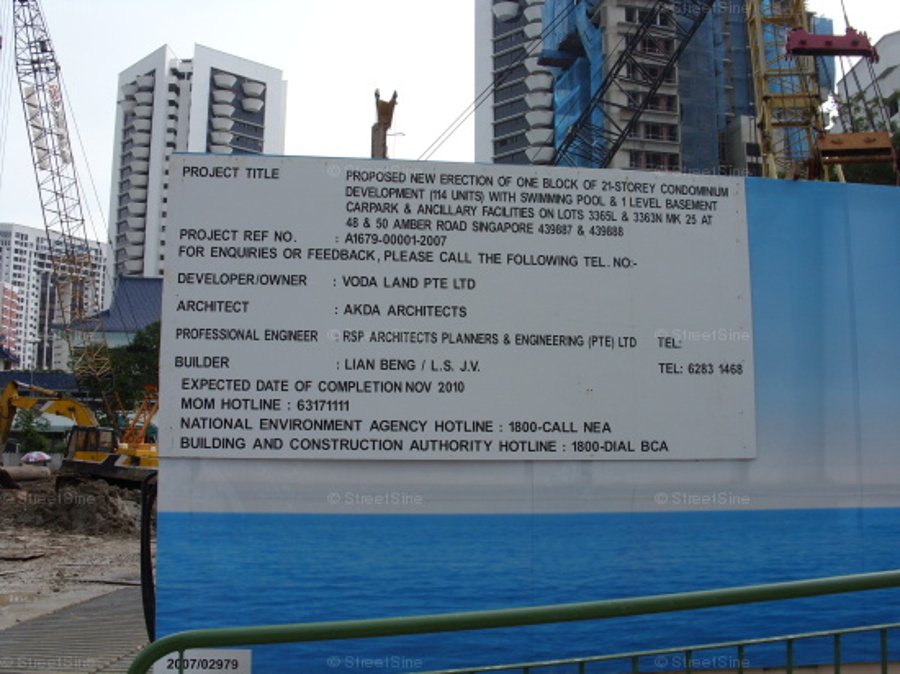 PROJECT TITLE PROPOSED NEW ERECTION OF ONE BLOCK OF 21-STOREY CONDOMINIUM
DEVELOPMENT (114 UNITS) WITH SWIMMING POOL & 1 LEVEL BASEMENT
CARPARK & ANCILLARY FACILITIES ON LOTS 3365L & 3363N MK 25 AT
48 & 50 AMBER ROAD SINGAPORE 439887 & 439888
PROJECT REF NO. : A1679-00001-2007
FOR ENQUIRIES OR FEEDBACK, PLEASE CALL THE FOLLOWING TEL. NO:-
DEVELOPER/OWNER : VODA LAND PTE LTD
ARCHITECT : AKDA ARCHITECTS
PROFESSIONAL ENGINEER : RSP ARCHITECTS PLANNERS & ENGINEERING (PTE) LTD TEL:
BUILDER : LIAN BENG / L.S. J.V. TEL: 6283 1468
EXPECTED DATE OF COMPLETION NOV 2010
MOM HOTLINE : 63171111
NATIONAL ENVIRONMENT AGENCY HOTLINE : 1800-CALL NEA
BUILDING AND CONSTRUCTION AUTHORITY HOTLINE : 1800-DIAL BCA
© StreetSine © StreetSine
2007/02979
© StreetSine © StreetSine © StreetSine